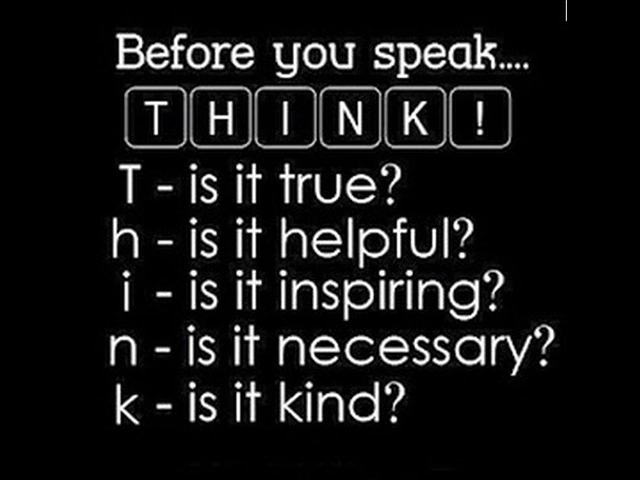 Before you speak....
THINK!
T - is it true?
h - is it helpful?
i - is it inspiring?
n - is it necessary?
k - is it kind?